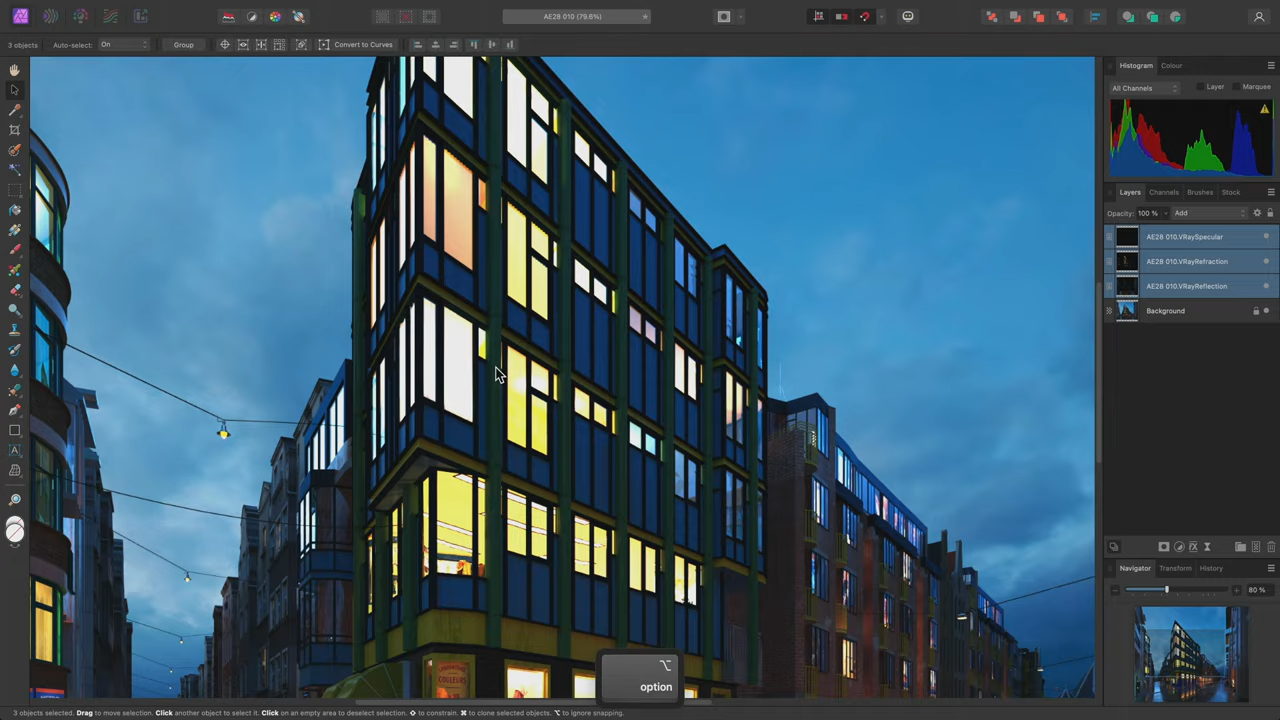 AE28 010 (79.6%)
3 objects
Auto-select: On
Group
Convert to Curves
Histogram
Colour
All Channels
Layer
Marquee
Layers
Channels
Brushes
Stock
Opacity: 100 %
Add
AE28 010.VRaySpecular
AE28 010.VRayRefraction
AE28 010.VRayReflection
Background
Navigator
Transform
History
80 %
COULEURS
⌥
option
3 objects selected. Drag to move selection. Click another object to select it. Click on an empty area to deselect selection. ⇧ to constrain. ⌘ to clone selected objects. ⌥ to ignore snapping.